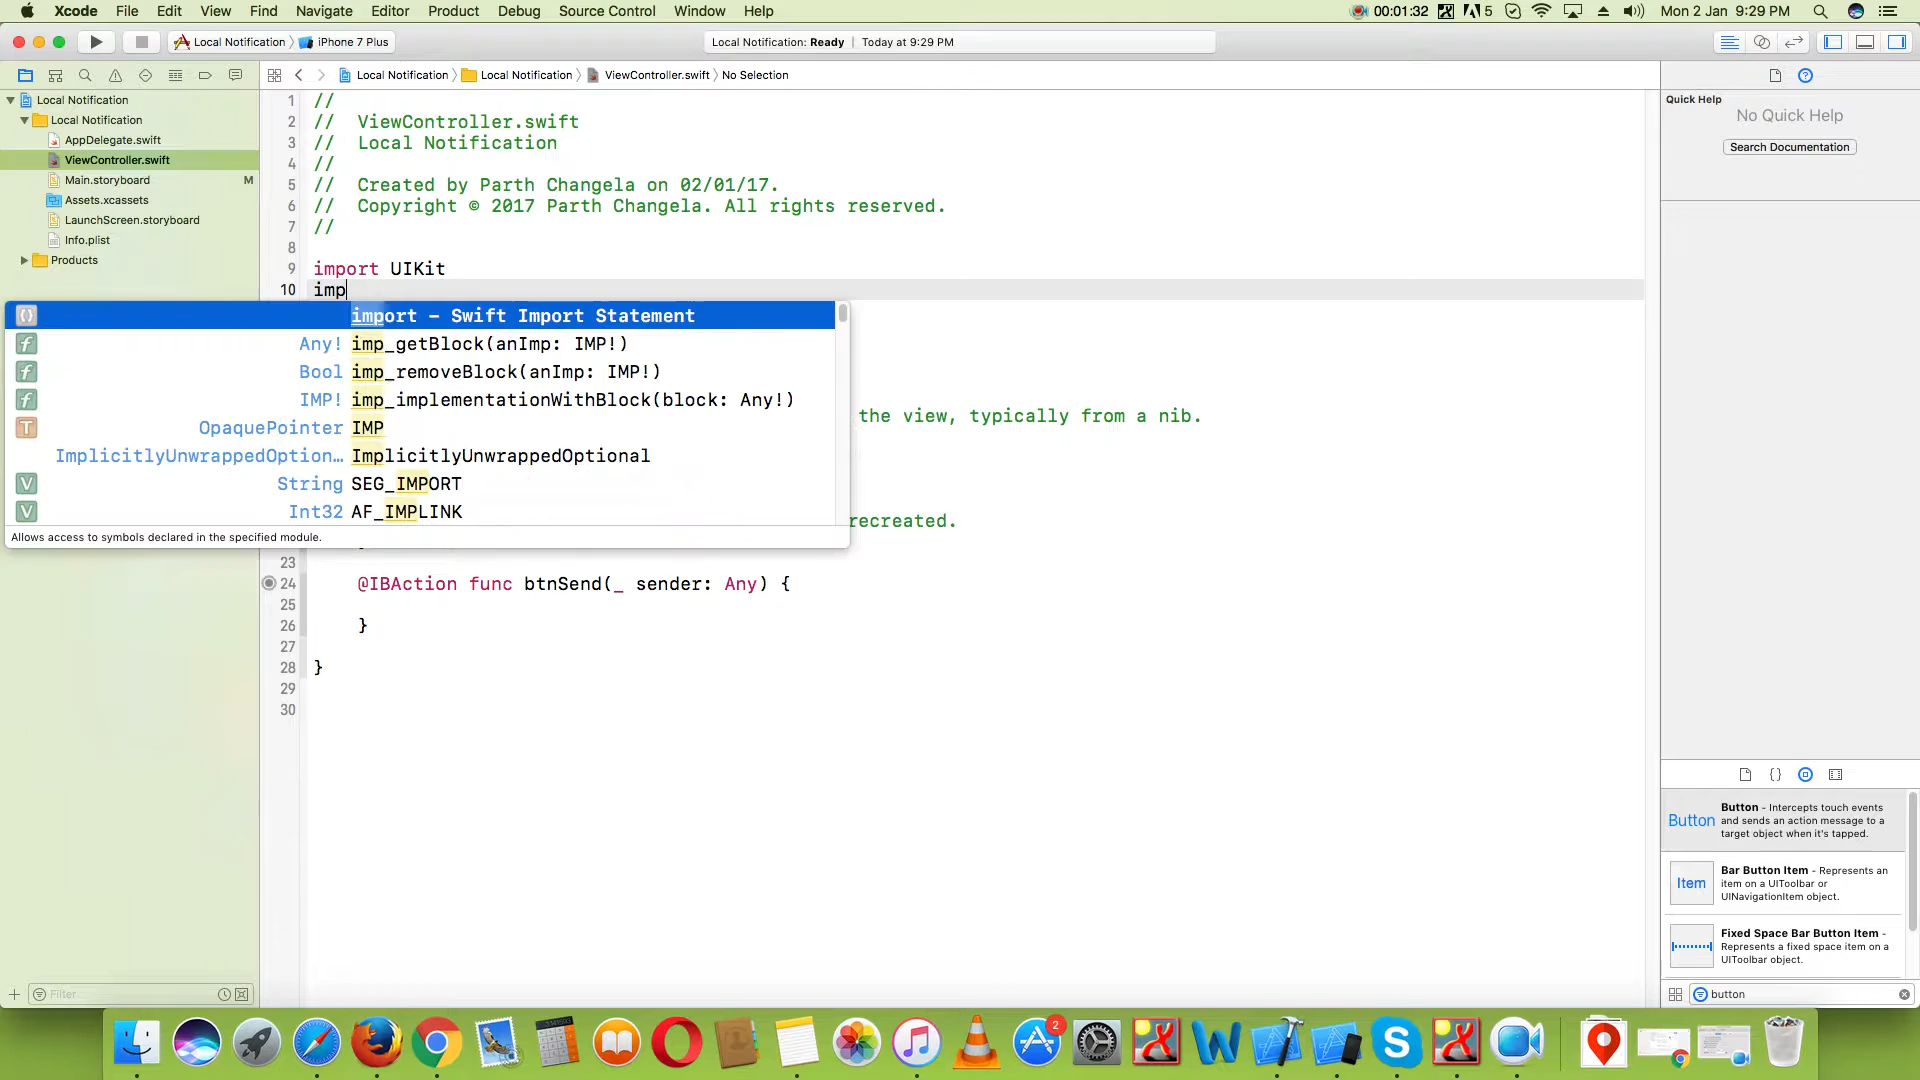 Xcode File Edit View Find Navigate Editor Product Debug Source Control Window Help 00:01:32 5 Mon 2 Jan 9:29 PM
Local Notification iPhone 7 Plus Local Notification: Ready Today at 9:29 PM
Local Notification Local Notification ViewController.swift No Selection
Local Notification
Local Notification
AppDelegate.swift
ViewController.swift
Main.storyboard M
Assets.xcassets
LaunchScreen.storyboard
Info.plist
Products
Filter
1 //
2 // ViewController.swift
3 // Local Notification
4 //
5 // Created by Parth Changela on 02/01/17.
6 // Copyright © 2017 Parth Changela. All rights reserved.
7 //
8
9 import UIKit
10 imp
import – Swift Import Statement
f Any! imp_getBlock(anImp: IMP!)
f Bool imp_removeBlock(anImp: IMP!)
f IMP! imp_implementationWithBlock(block: Any!)
T OpaquePointer IMP
ImplicitlyUnwrappedOption… ImplicitlyUnwrappedOptional
V String SEG_IMPORT
V Int32 AF_IMPLINK
Allows access to symbols declared in the specified module.
the view, typically from a nib.
recreated.
23
24 @IBAction func btnSend(_ sender: Any) {
25
26 }
27
28 }
29
30
Quick Help
No Quick Help
Search Documentation
Button
Button - Intercepts touch events
and sends an action message to a
target object when it's tapped.
Item
Bar Button Item - Represents an
item on a UIToolbar or
UINavigationItem object.
Fixed Space Bar Button Item -
Represents a fixed space item on a
UIToolbar object.
button
2